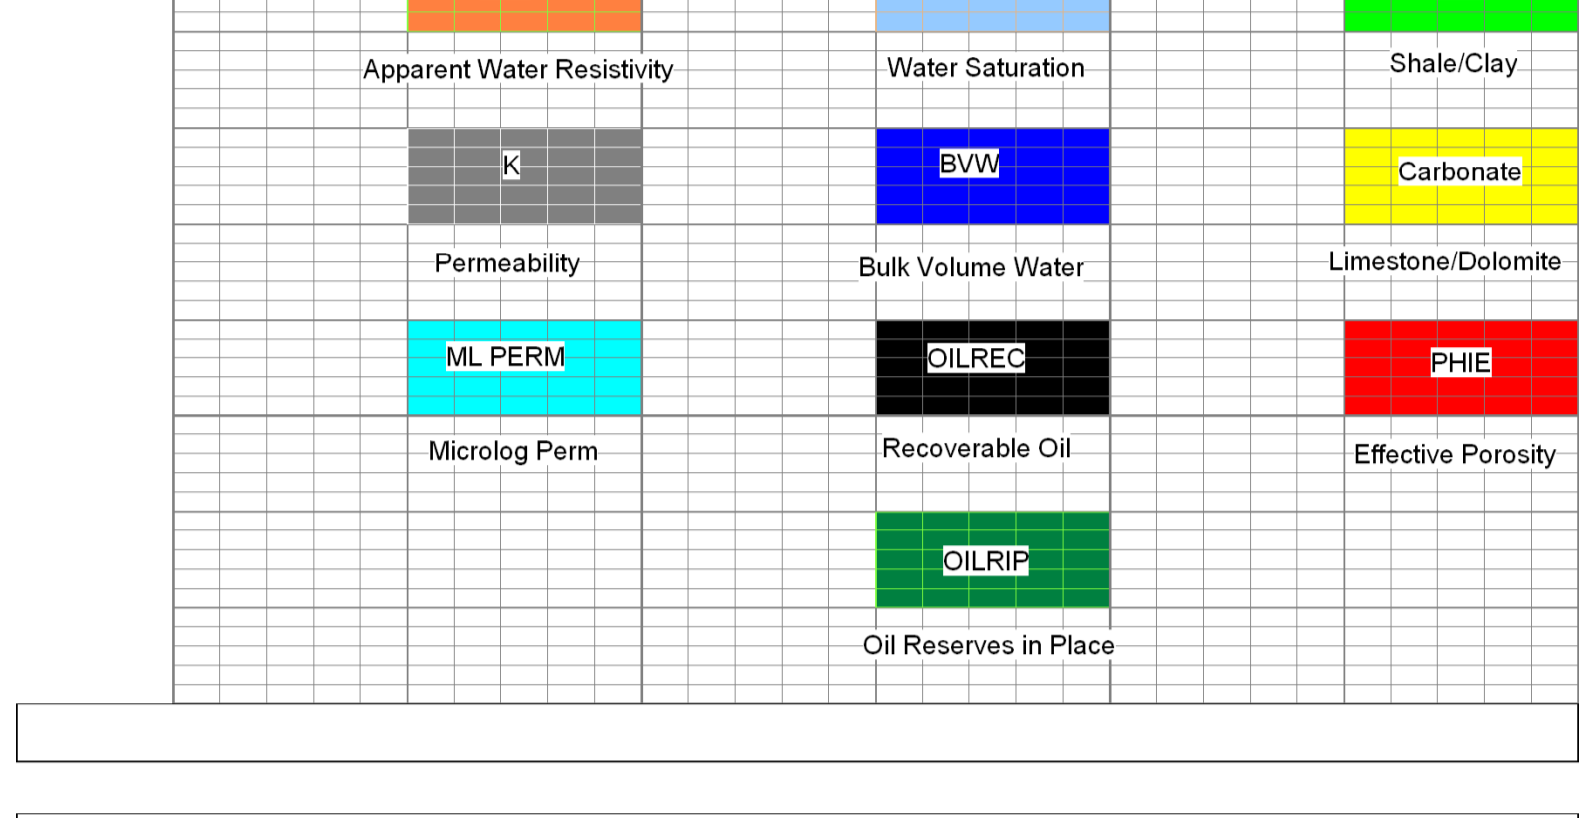 Apparent Water Resistivity
Water Saturation
Shale/Clay
K
BVW
Carbonate
Permeability
Bulk Volume Water
Limestone/Dolomite
ML PERM
OILREC
PHIE
Microlog Perm
Recoverable Oil
Effective Porosity
OILRIP
Oil Reserves in Place